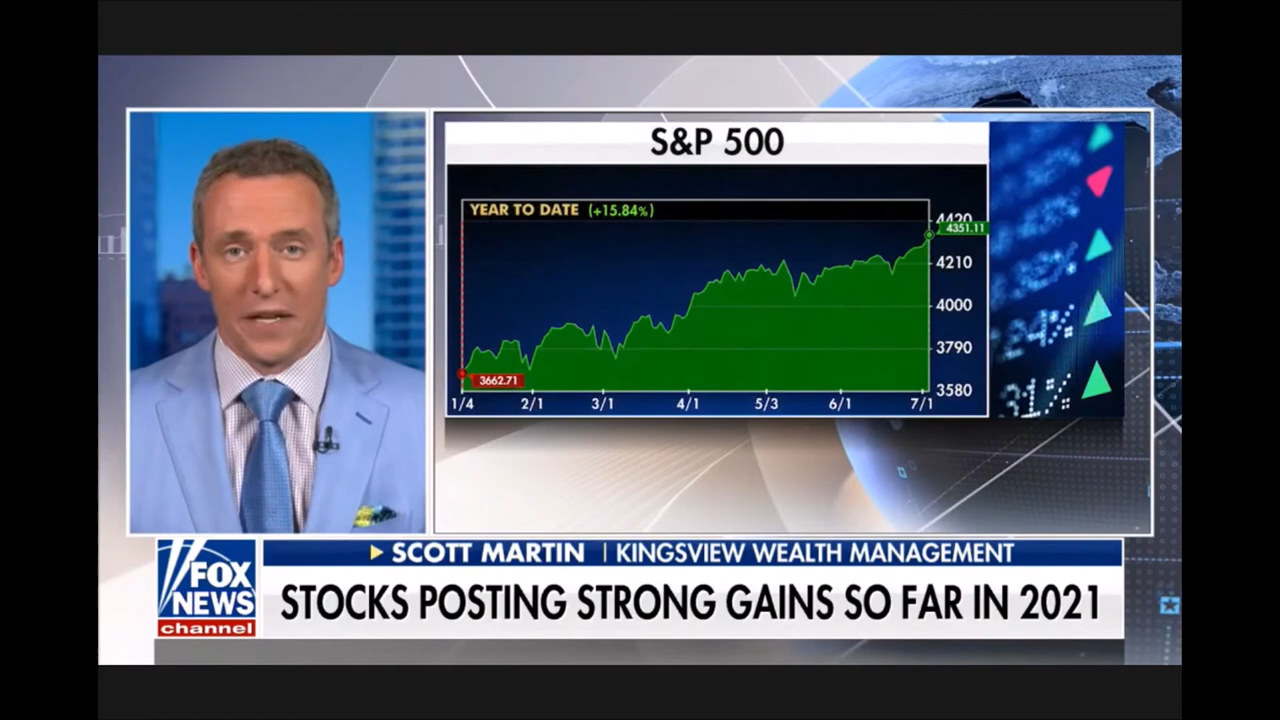 S&P 500
YEAR TO DATE (+15.84%)
4420
4351.11
4210
4000
3790
3580
3662.71
1/4 2/1 3/1 4/1 5/3 6/1 7/1
31%
SCOTT MARTIN | KINGSVIEW WEALTH MANAGEMENT
FOX
NEWS
channel
STOCKS POSTING STRONG GAINS SO FAR IN 2021